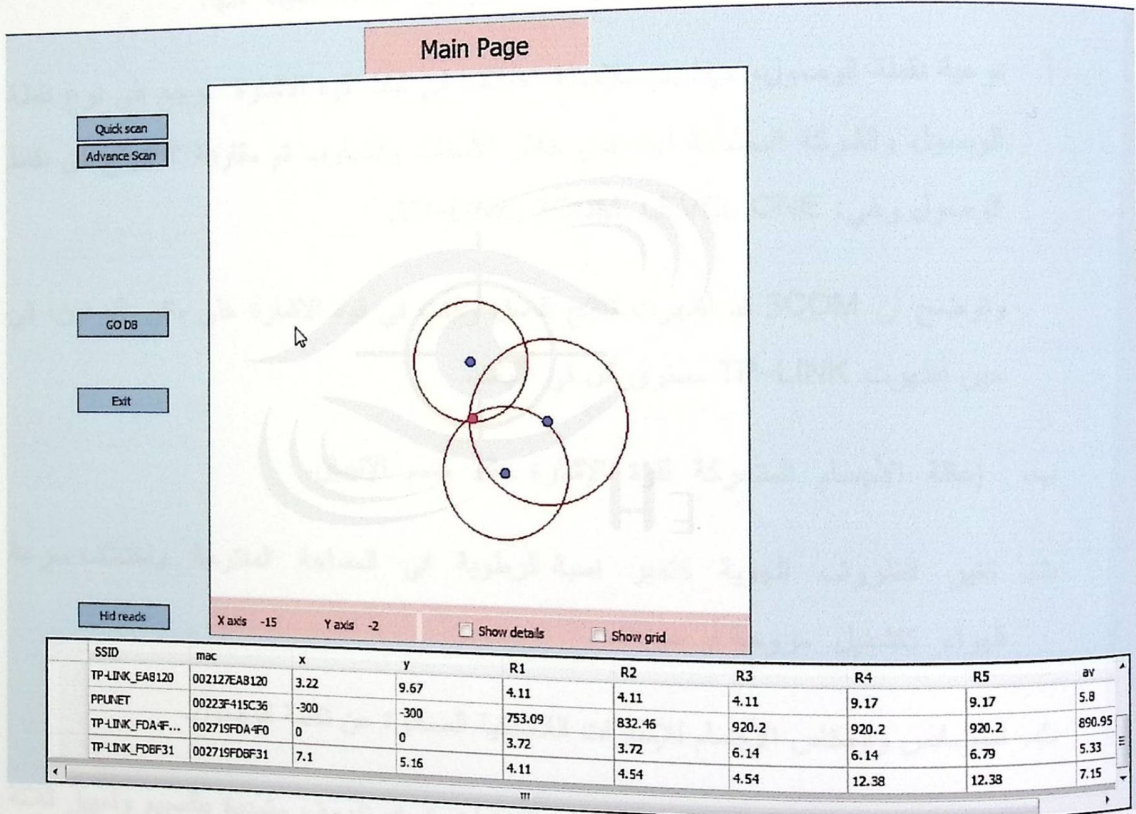 Main Page
Quick scan
Advance Scan
GO DB
Exit
Hid reads
X axis -15 Y axis -2 Show details Show grid
SSID mac x y R1 R2 R3 R4 R5 av
TP-LINK_EA8120 002127EA8120 3.22 9.67 4.11 4.11 4.11 9.17 9.17 5.8
PPUNET 00223F415C36 -300 -300 753.09 832.46 920.2 920.2 920.2 890.95
TP-LINK_FDA4F... 002719FDA4F0 0 0 3.72 3.72 6.14 6.14 6.79 5.33
TP-LINK_FDBF31 002719FDBF31 7.1 5.16 4.11 4.54 4.54 12.38 12.38 7.15